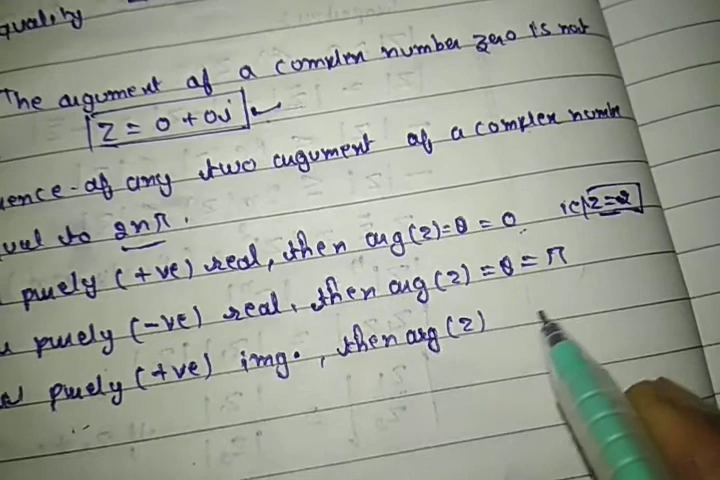 quality
The argument of a complex number zero is not
z = 0 + 0i
ence of any two argument of a complex numbe
ual to 2nπ.
purely (+ve) real, then arg(z)=θ = 0 ie z=2
purely (-ve) real, then arg(z) = θ = π
purely (+ve) img., then arg(z)